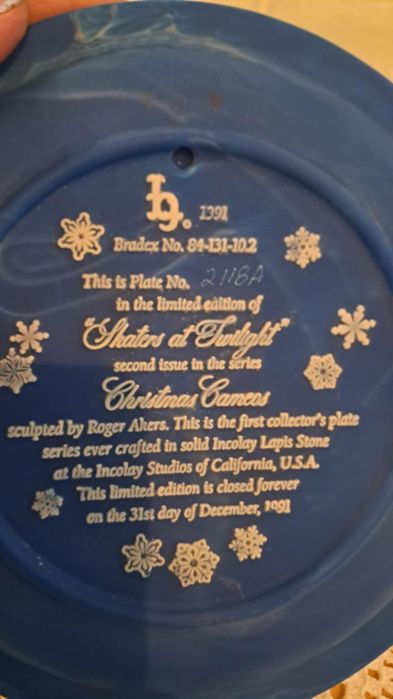 1991
Bradex No. 84-I31-10.2
This is Plate No. 2118A
in the limited edition of
"Skaters at Twilight"
second issue in the series
Christmas Cameos
sculpted by Roger Akers. This is the first collector's plate
series ever crafted in solid Incolay Lapis Stone
at the Incolay Studios of California, U.S.A.
This limited edition is closed forever
on the 31st day of December, 1991